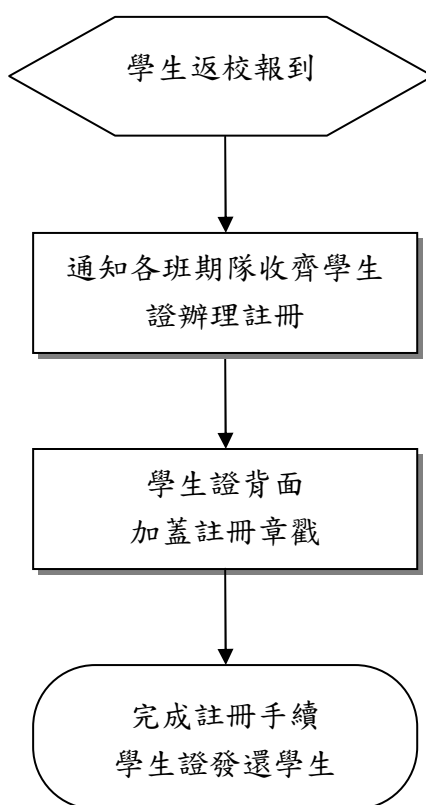 學生返校報到
通知各班期隊收齊學生
證辦理註冊
學生證背面
加蓋註冊章戳
完成註冊手續
學生證發還學生